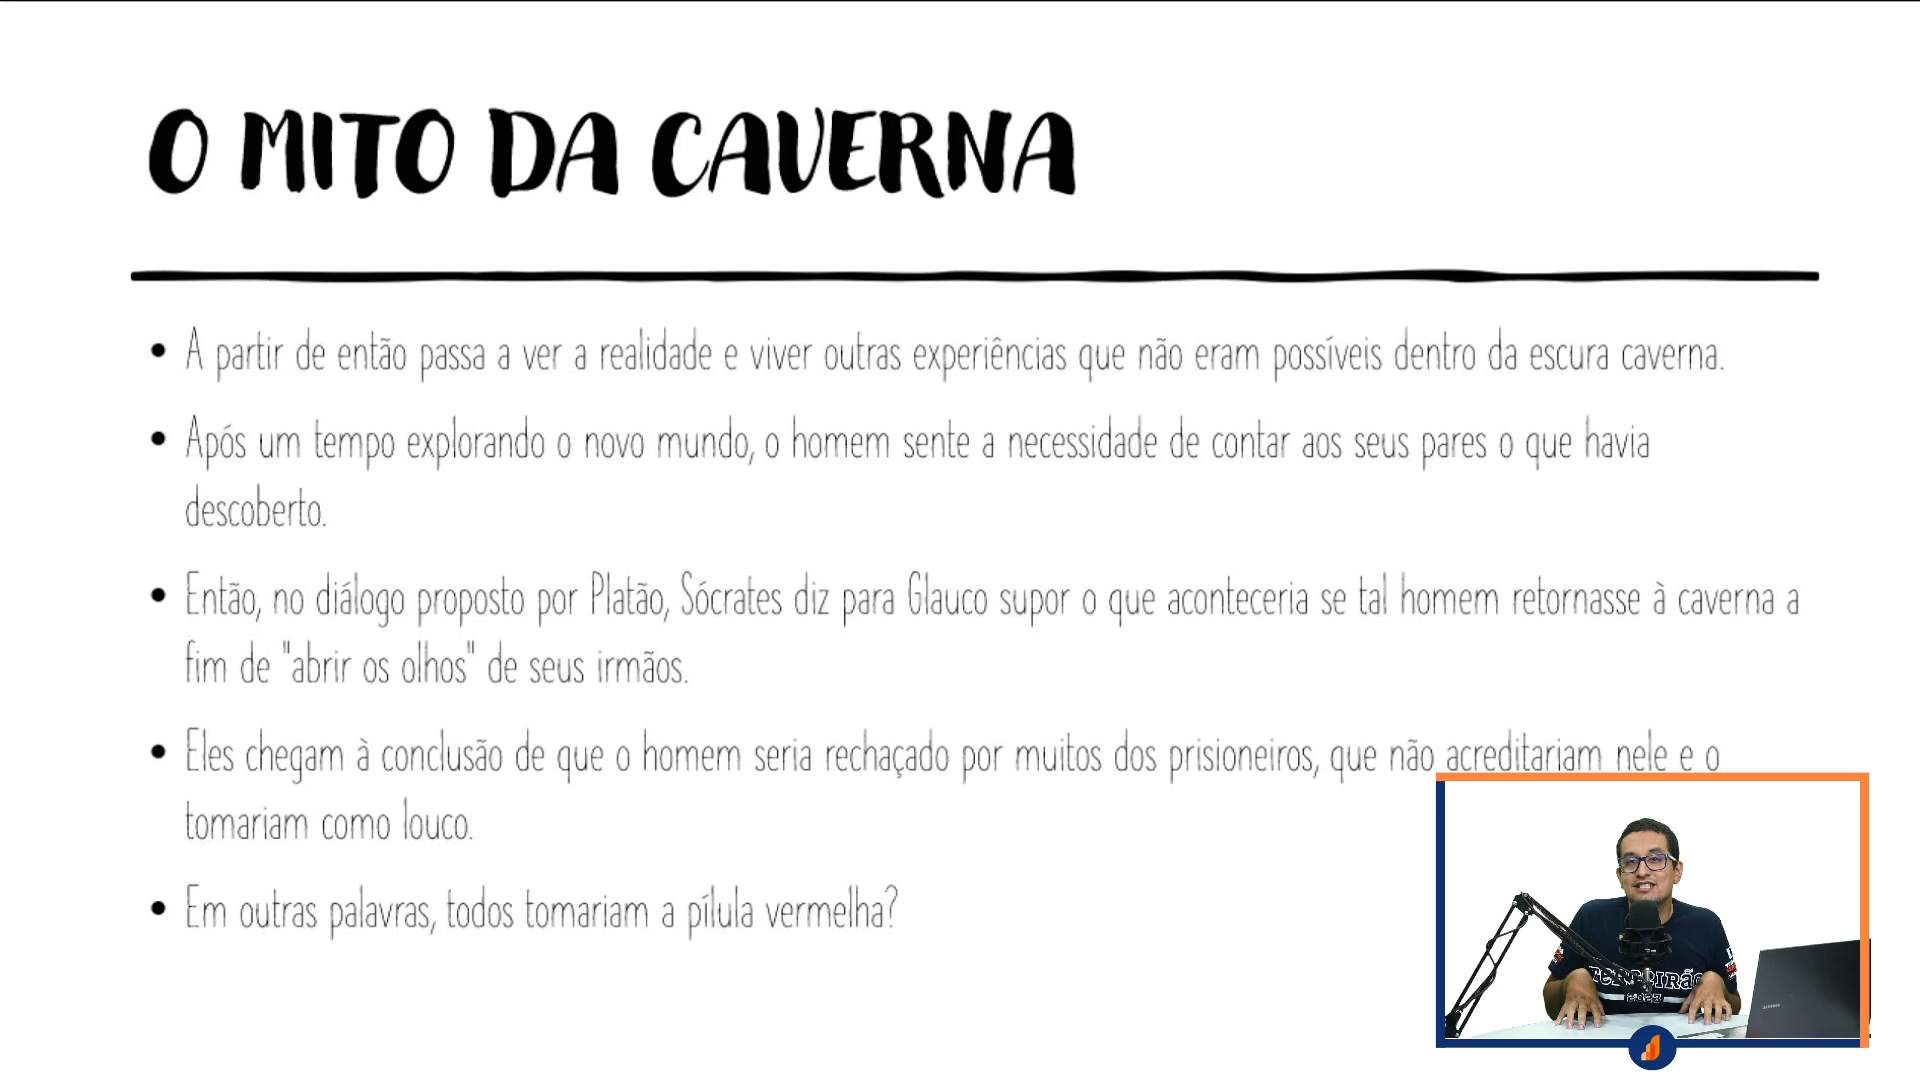 O MITO DA CAVERNA
• A partir de então passa a ver a realidade e viver outras experiências que não eram possíveis dentro da escura caverna.
• Após um tempo explorando o novo mundo, o homem sente a necessidade de contar aos seus pares o que havia
descoberto.
• Então, no diálogo proposto por Platão, Sócrates diz para Glauco supor o que aconteceria se tal homem retornasse à caverna a
fim de "abrir os olhos" de seus irmãos.
• Eles chegam à conclusão de que o homem seria rechaçado por muitos dos prisioneiros, que não acreditariam nele e o
tomariam como louco.
• Em outras palavras, todos tomariam a pílula vermelha?
TERCEIRÃO
2023